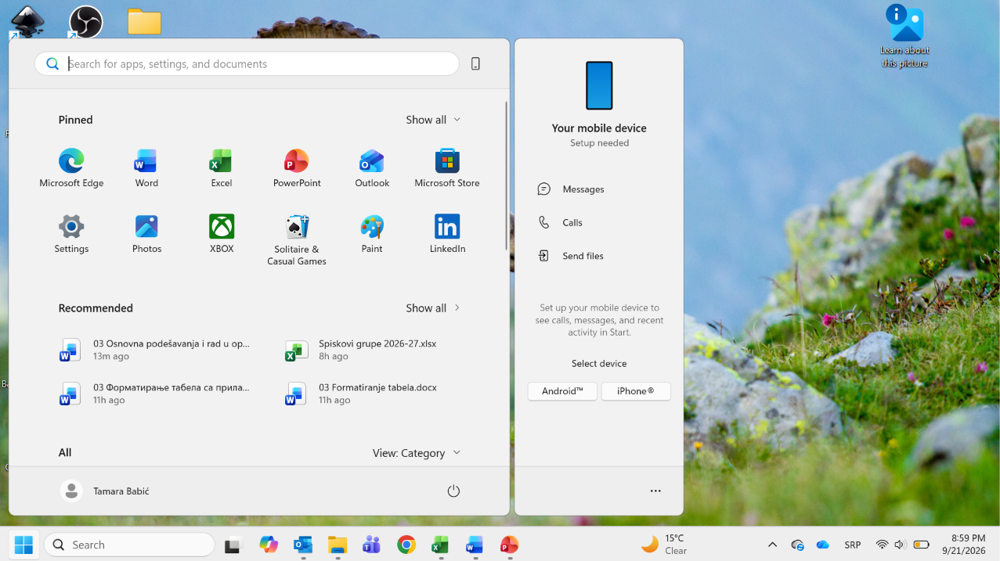 Learn about
this picture
Search for apps, settings, and documents
Pinned
Show all
Microsoft Edge
Word
Excel
PowerPoint
Outlook
Microsoft Store
Settings
Photos
XBOX
Solitaire &
Casual Games
Paint
LinkedIn
Recommended
Show all
03 Osnovna podešavanja i rad u op...
13m ago
Spiskovi grupe 2026-27.xlsx
8h ago
03 Форматирање табела са прила...
11h ago
03 Formatiranje tabela.docx
11h ago
All
View: Category
Tamara Babić
Your mobile device
Setup needed
Messages
Calls
Send files
Set up your mobile device to
see calls, messages, and recent
activity in Start.
Select device
Android™
iPhone®
Search
15°C
Clear
SRP
8:59 PM
9/21/2026